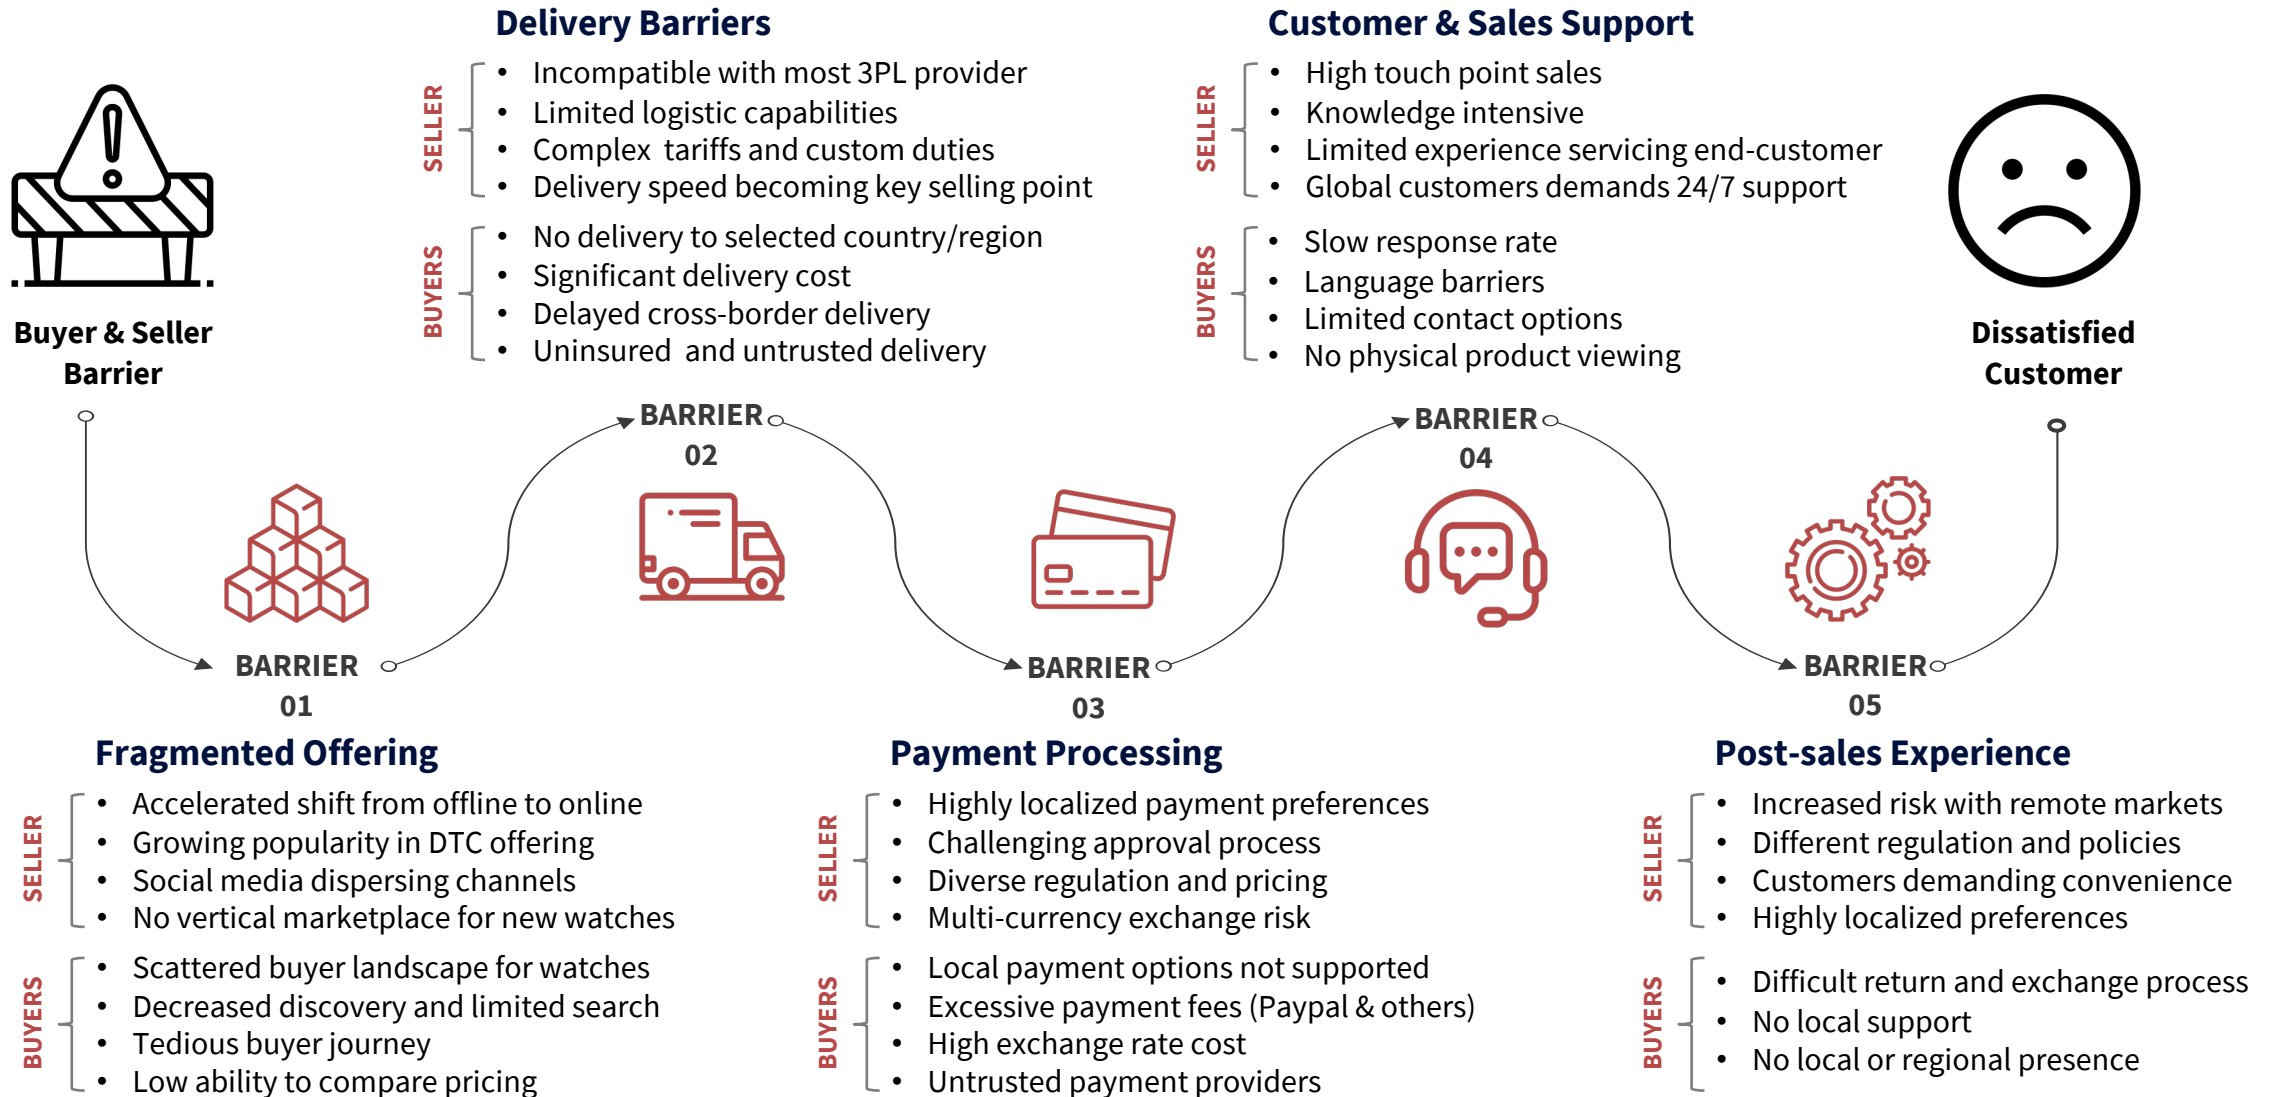 Buyer & Seller
Barrier
BARRIER
01
Fragmented Offering
SELLER
• Accelerated shift from offline to online
• Growing popularity in DTC offering
• Social media dispersing channels
• No vertical marketplace for new watches
BUYERS
• Scattered buyer landscape for watches
• Decreased discovery and limited search
• Tedious buyer journey
• Low ability to compare pricing
Delivery Barriers
SELLER
• Incompatible with most 3PL provider
• Limited logistic capabilities
• Complex  tariffs and custom duties
• Delivery speed becoming key selling point
BUYERS
• No delivery to selected country/region
• Significant delivery cost
• Delayed cross-border delivery
• Uninsured  and untrusted delivery
BARRIER
02
BARRIER
03
Payment Processing
SELLER
• Highly localized payment preferences
• Challenging approval process
• Diverse regulation and pricing
• Multi-currency exchange risk
BUYERS
• Local payment options not supported
• Excessive payment fees (Paypal & others)
• High exchange rate cost
• Untrusted payment providers
Customer & Sales Support
SELLER
• High touch point sales
• Knowledge intensive
• Limited experience servicing end-customer
• Global customers demands 24/7 support
BUYERS
• Slow response rate
• Language barriers
• Limited contact options
• No physical product viewing
BARRIER
04
BARRIER
05
Post-sales Experience
SELLER
• Increased risk with remote markets
• Different regulation and policies
• Customers demanding convenience
• Highly localized preferences
BUYERS
• Difficult return and exchange process
• No local support
• No local or regional presence
Dissatisfied
Customer